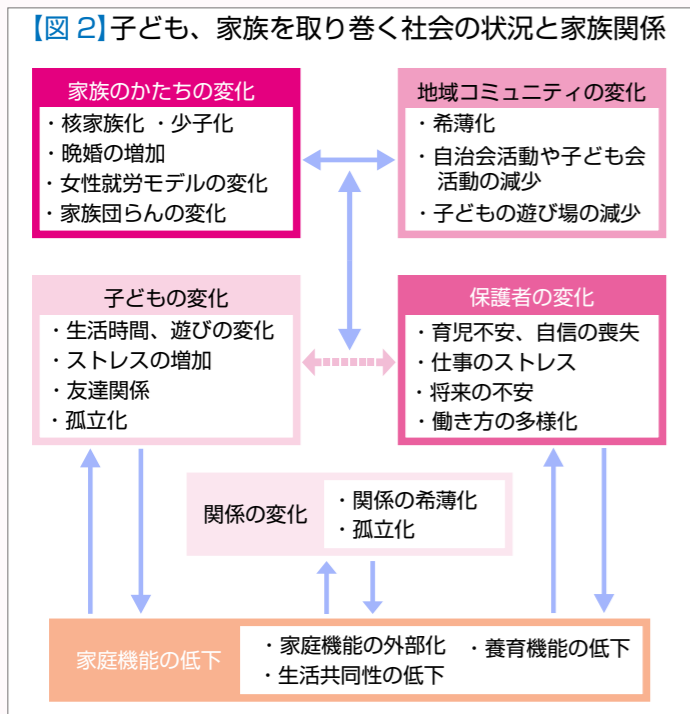 【図2】子ども、家族を取り巻く社会の状況と家族関係
家族のかたちの変化
・核家族化 ・少子化
・晩婚の増加
・女性就労モデルの変化
・家族団らんの変化
地域コミュニティの変化
・希薄化
・自治会活動や子ども会
活動の減少
・子どもの遊び場の減少
子どもの変化
・生活時間、遊びの変化
・ストレスの増加
・友達関係
・孤立化
保護者の変化
・育児不安、自信の喪失
・仕事のストレス
・将来の不安
・働き方の多様化
関係の変化
・関係の希薄化
・孤立化
家庭機能の低下
・家庭機能の外部化
・生活共同性の低下
・養育機能の低下